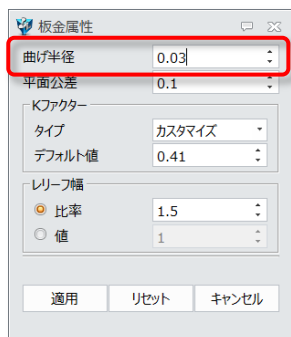 板金属性
曲げ半径 0.03
平面公差 0.1
Kファクター
タイプ カスタマイズ
デフォルト値 0.41
レリーフ幅
比率 1.5
値 1
適用 リセット キャンセル